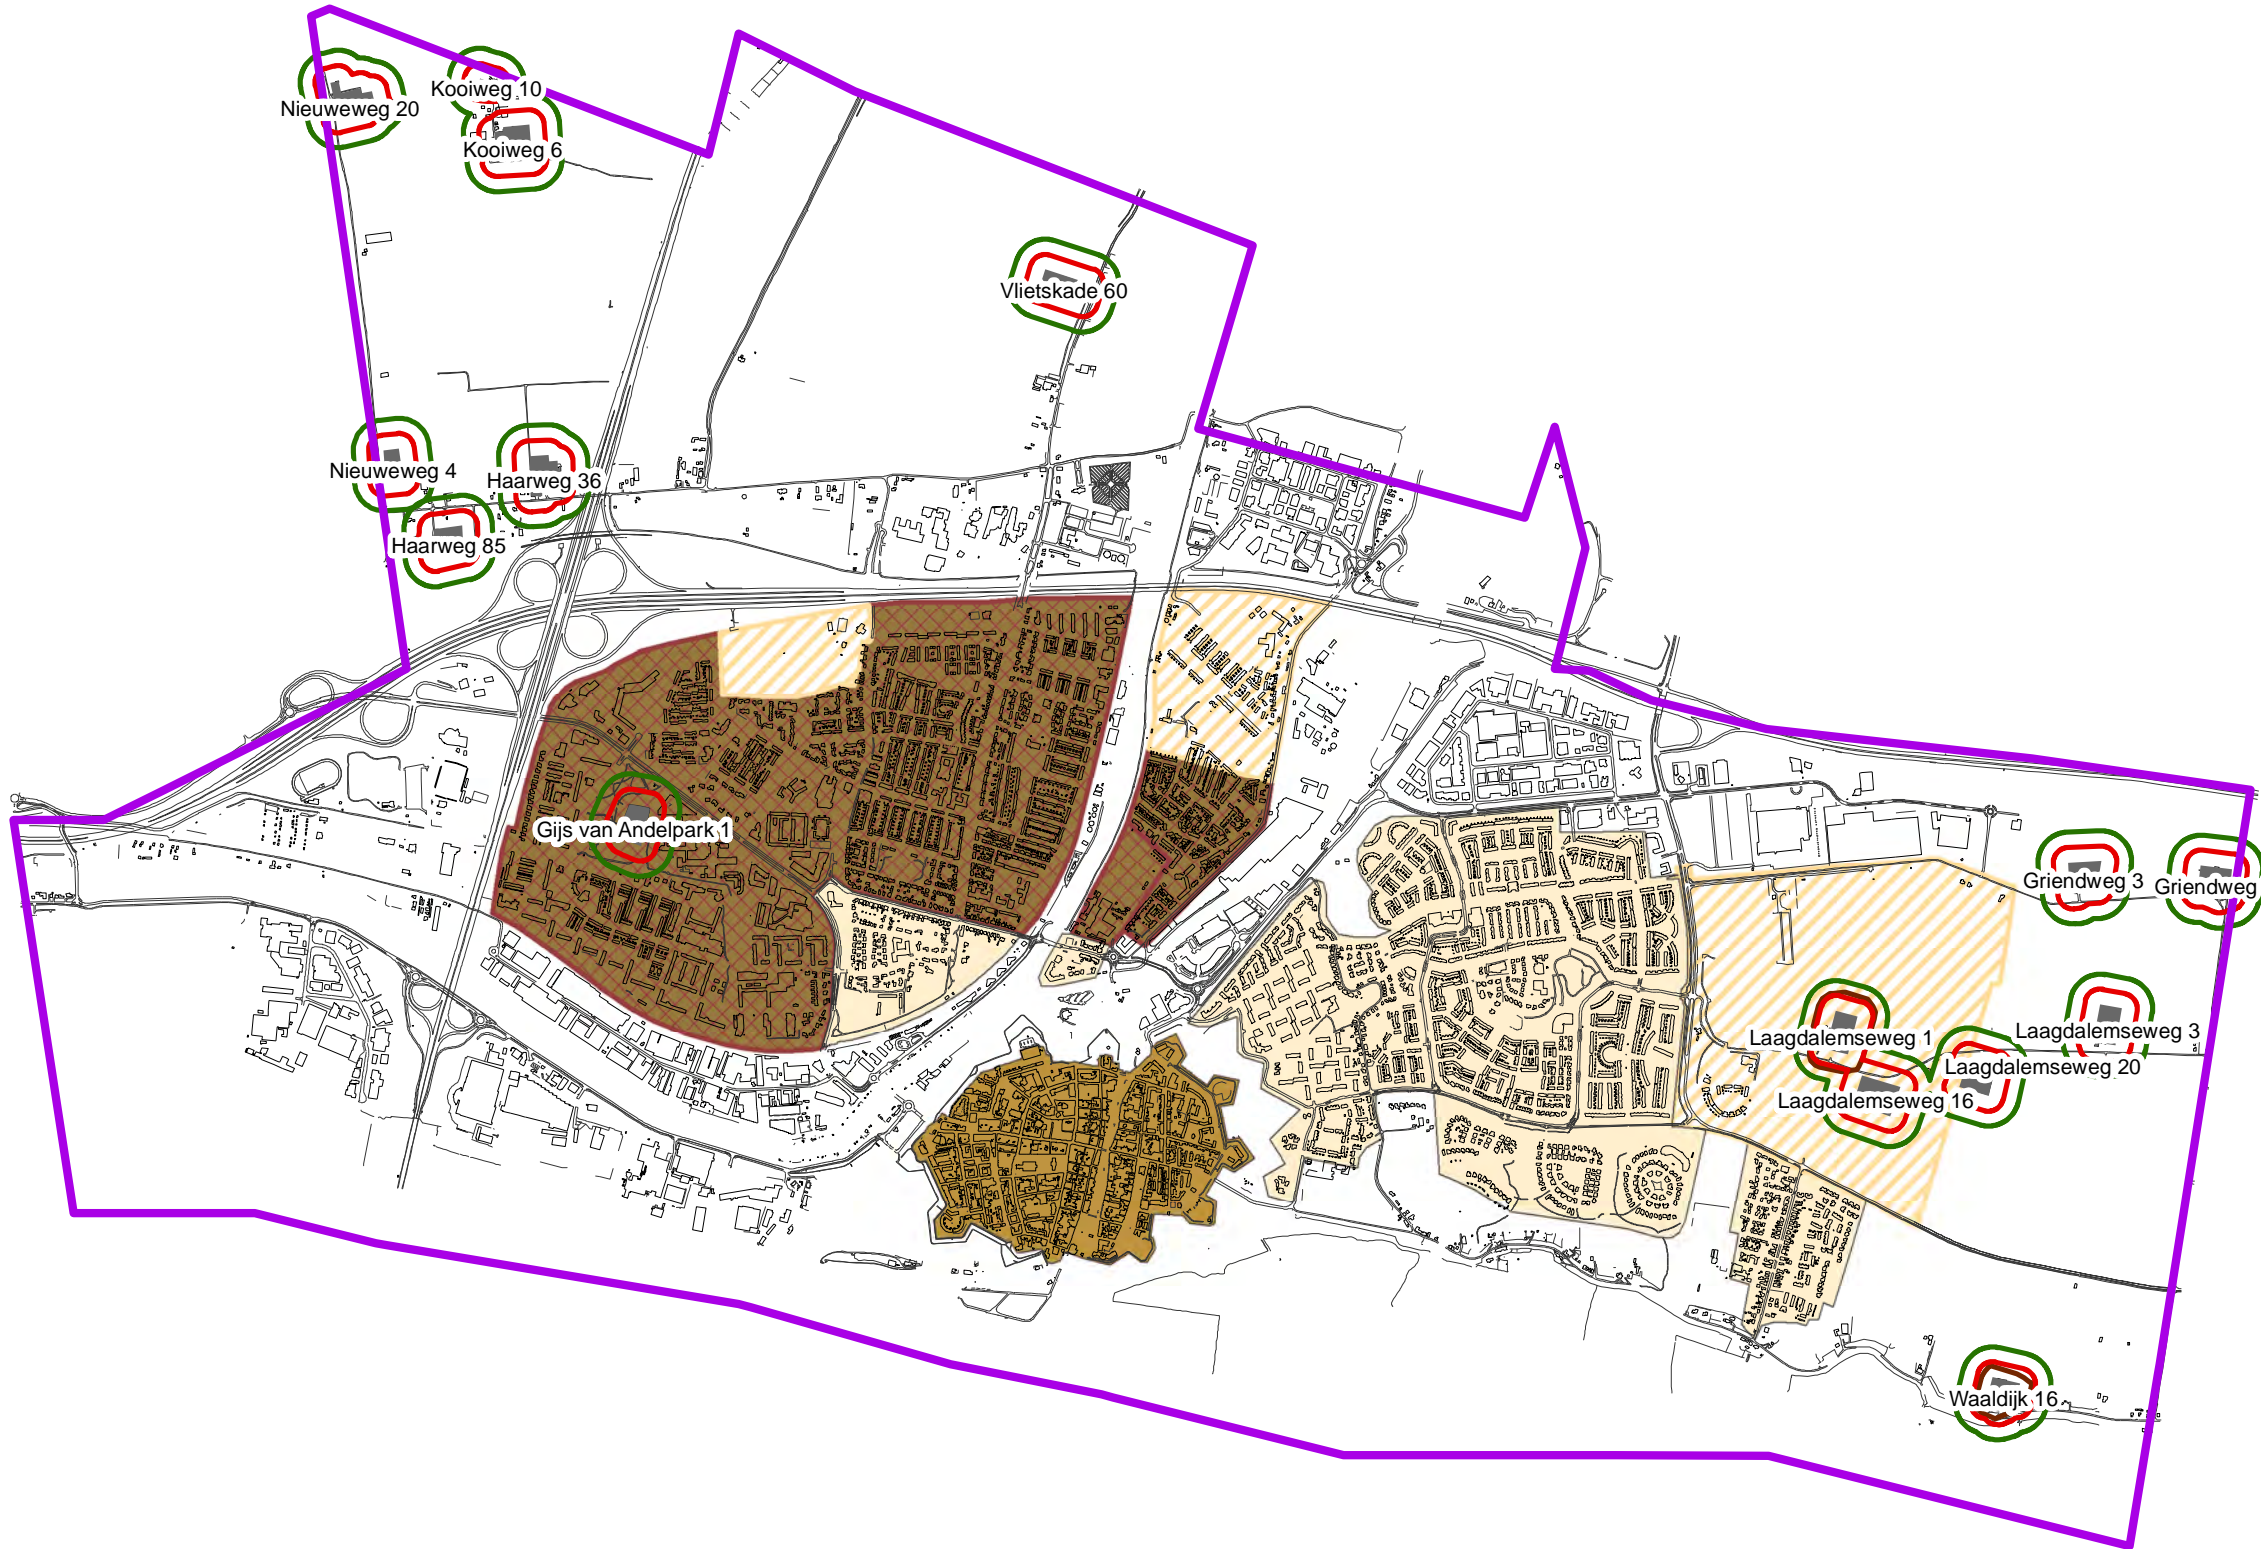 Kooiweg 10
Nieuweweg 20
Kooiweg 6
Vlietskade 60
Nieuweweg 4
Haarweg 36
Haarweg 85
Gijs van Andelpark 1
Griendweg 3
Griendweg
Laagdalemseweg 3
Laagdalemseweg 1
Laagdalemseweg 20
Laagdalemseweg 16
Waaldijk 16